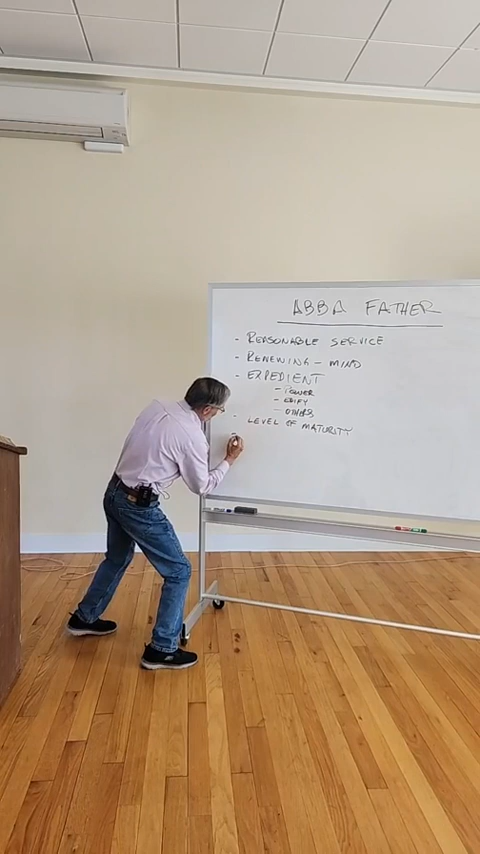 ABBA FATHER
- REASONABLE SERVICE
- RENEWING - MIND
- EXPEDIENT
- POWER
- EDIFY
- OTHERS
- LEVEL OF MATURITY
-